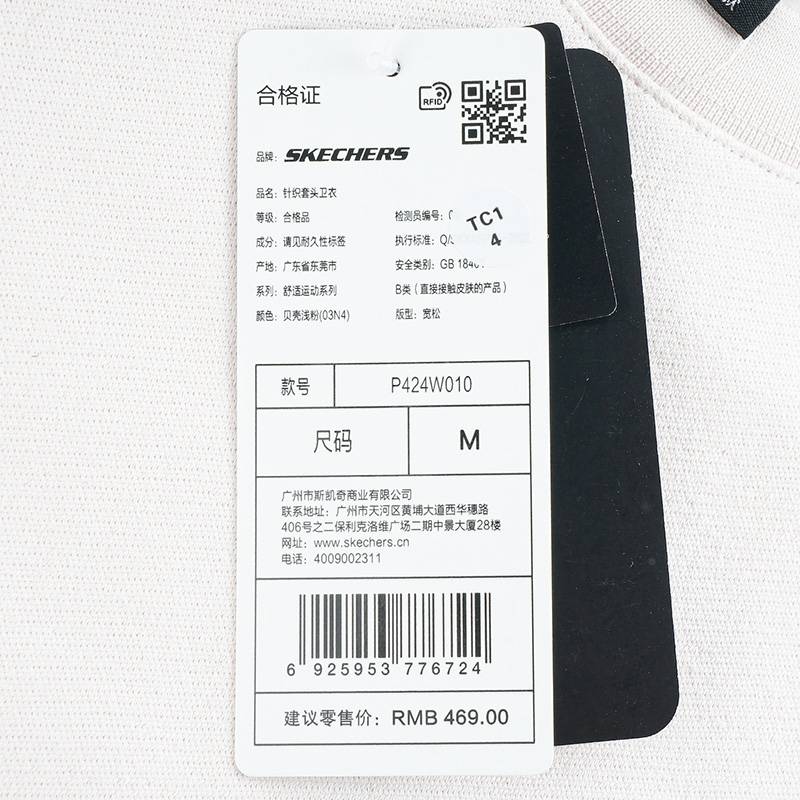 合格证
RFID
品牌: SKECHERS
品名: 针织套头卫衣
等级: 合格品
检测员编号:
TC1
4
成分: 请见耐久性标签
执行标准: Q/
产地: 广东省东莞市
安全类别: GB 184
系列: 舒适运动系列
B类 (直接接触皮肤的产品)
颜色: 贝壳浅粉(03N4)
版型: 宽松
款号 P424W010
尺码 M
广州市斯凯奇商业有限公司
联系地址: 广州市天河区黄埔大道西华穗路
406号之二保利克洛维广场二期中景大厦28楼
网址: www.skechers.cn
电话: 4009002311
6 925953 776724
建议零售价: RMB 469.00